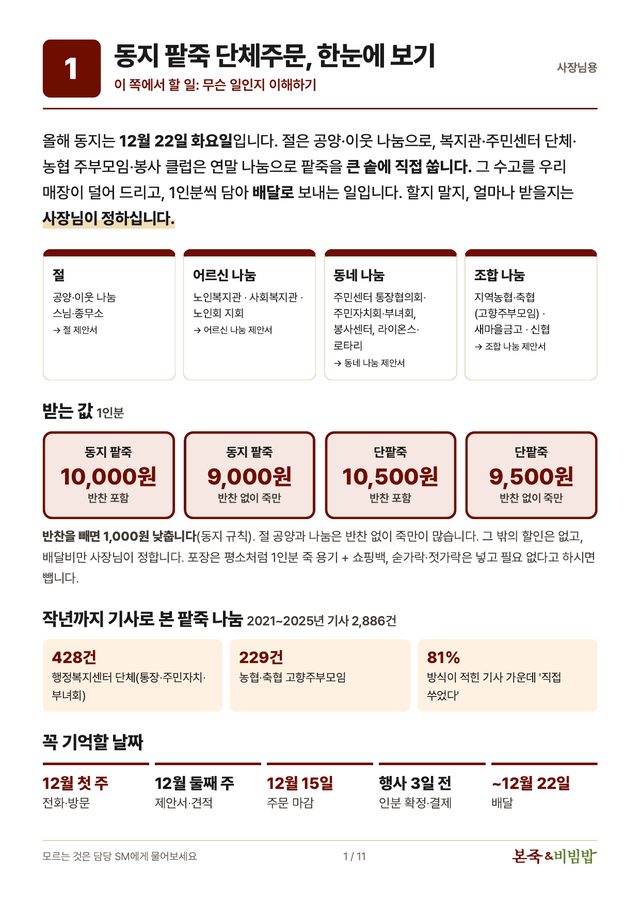 1
동지 팥죽 단체주문, 한눈에 보기
이 쪽에서 할 일: 무슨 일인지 이해하기
사장님용
올해 동지는 12월 22일 화요일입니다. 절은 공양·이웃 나눔으로, 복지관·주민센터 단체·
농협 주부모임·봉사 클럽은 연말 나눔으로 팥죽을 큰 솥에 직접 쑵니다. 그 수고를 우리
매장이 덜어 드리고, 1인분씩 담아 배달로 보내는 일입니다. 할지 말지, 얼마나 받을지는
사장님이 정하십니다.
절
공양·이웃 나눔
스님·종무소
→ 절 제안서
어르신 나눔
노인복지관 · 사회복지관 ·
노인회 지회
→ 어르신 나눔 제안서
동네 나눔
주민센터 통장협의회·
주민자치회·부녀회,
봉사센터, 라이온스·
로타리
→ 동네 나눔 제안서
조합 나눔
지역농협·축협
(고향주부모임) ·
새마을금고 · 신협
→ 조합 나눔 제안서
받는 값 1인분
동지 팥죽
10,000원
반찬 포함
동지 팥죽
9,000원
반찬 없이 죽만
단팥죽
10,500원
반찬 포함
단팥죽
9,500원
반찬 없이 죽만
반찬을 빼면 1,000원 낮춥니다(동지 규칙). 절 공양과 나눔은 반찬 없이 죽만이 많습니다. 그 밖의 할인은 없고,
배달비만 사장님이 정합니다. 포장은 평소처럼 1인분 죽 용기 + 쇼핑백, 숟가락·젓가락은 넣고 필요 없다고 하시면
뺍니다.
작년까지 기사로 본 팥죽 나눔 2021~2025년 기사 2,886건
428건
행정복지센터 단체(통장·주민자치·
부녀회)
229건
농협·축협 고향주부모임
81%
방식이 적힌 기사 가운데 '직접
쑤었다'
꼭 기억할 날짜
12월 첫 주
전화·방문
12월 둘째 주
제안서·견적
12월 15일
주문 마감
행사 3일 전
인분 확정·결제
~12월 22일
배달
모르는 것은 담당 SM에게 물어보세요
1 / 11
본죽&비빔밥